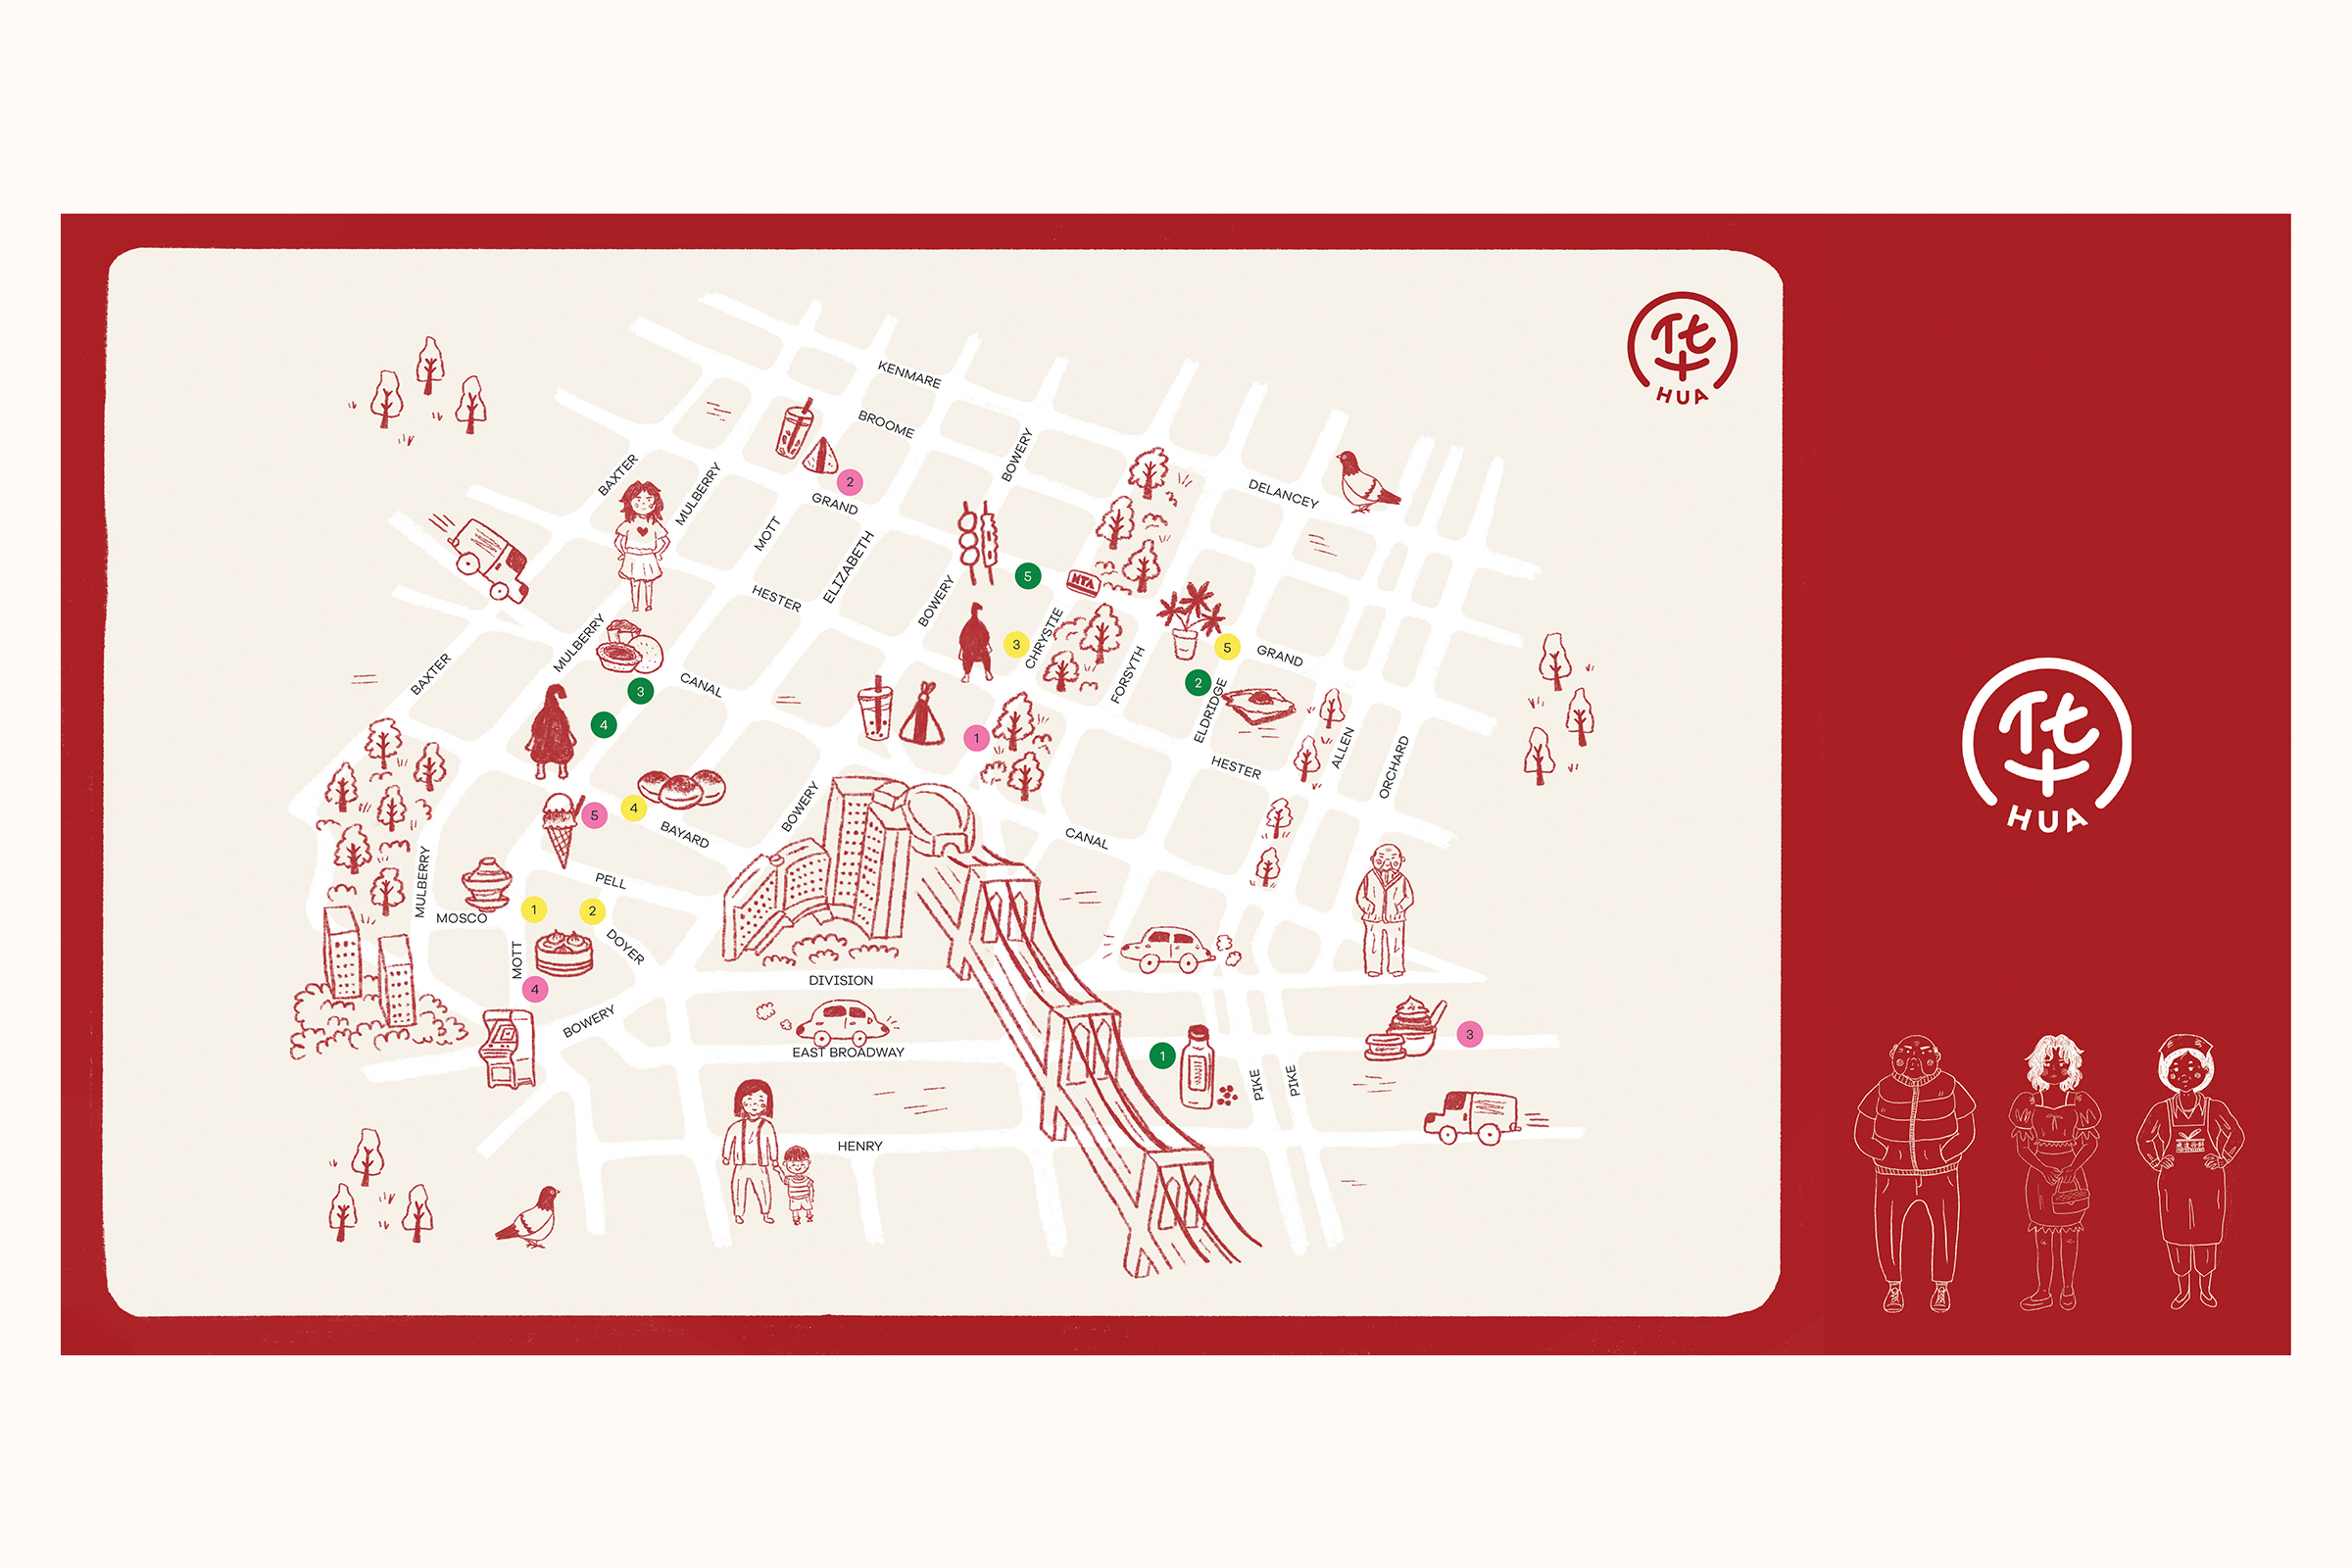 华
HUA
KENMARE
BROOME
BOWERY
BAXTER
MULBERRY
2
GRAND
DELANCEY
MOTT
ELIZABETH
5
MTA
HESTER
BOWERY
MULBERRY
3
CHRYSTIE
5
GRAND
FORSYTH
BAXTER
3
CANAL
2
ELDRIDGE
4
1
ALLEN
HESTER
ORCHARD
5
4
BAYARD
BOWERY
CANAL
MULBERRY
PELL
MOSCO
1
2
MOTT
DOYER
4
DIVISION
BOWERY
EAST BROADWAY
1
3
PIKE
PIKE
HENRY
华
HUA